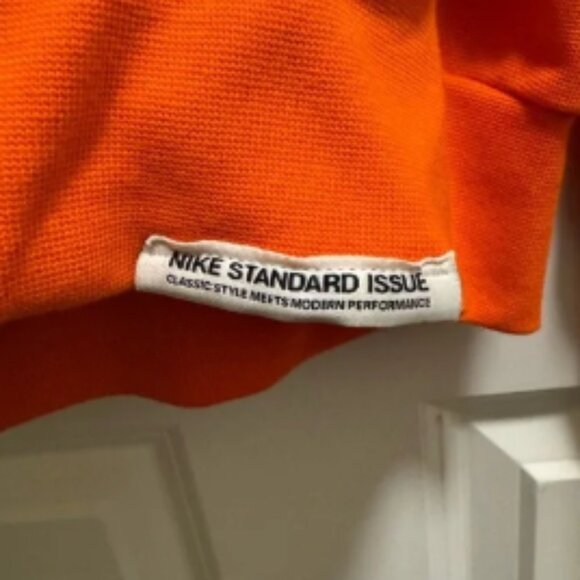 NIKE STANDARD ISSUE
CLASSIC STYLE MEETS MODERN PERFORMANCE